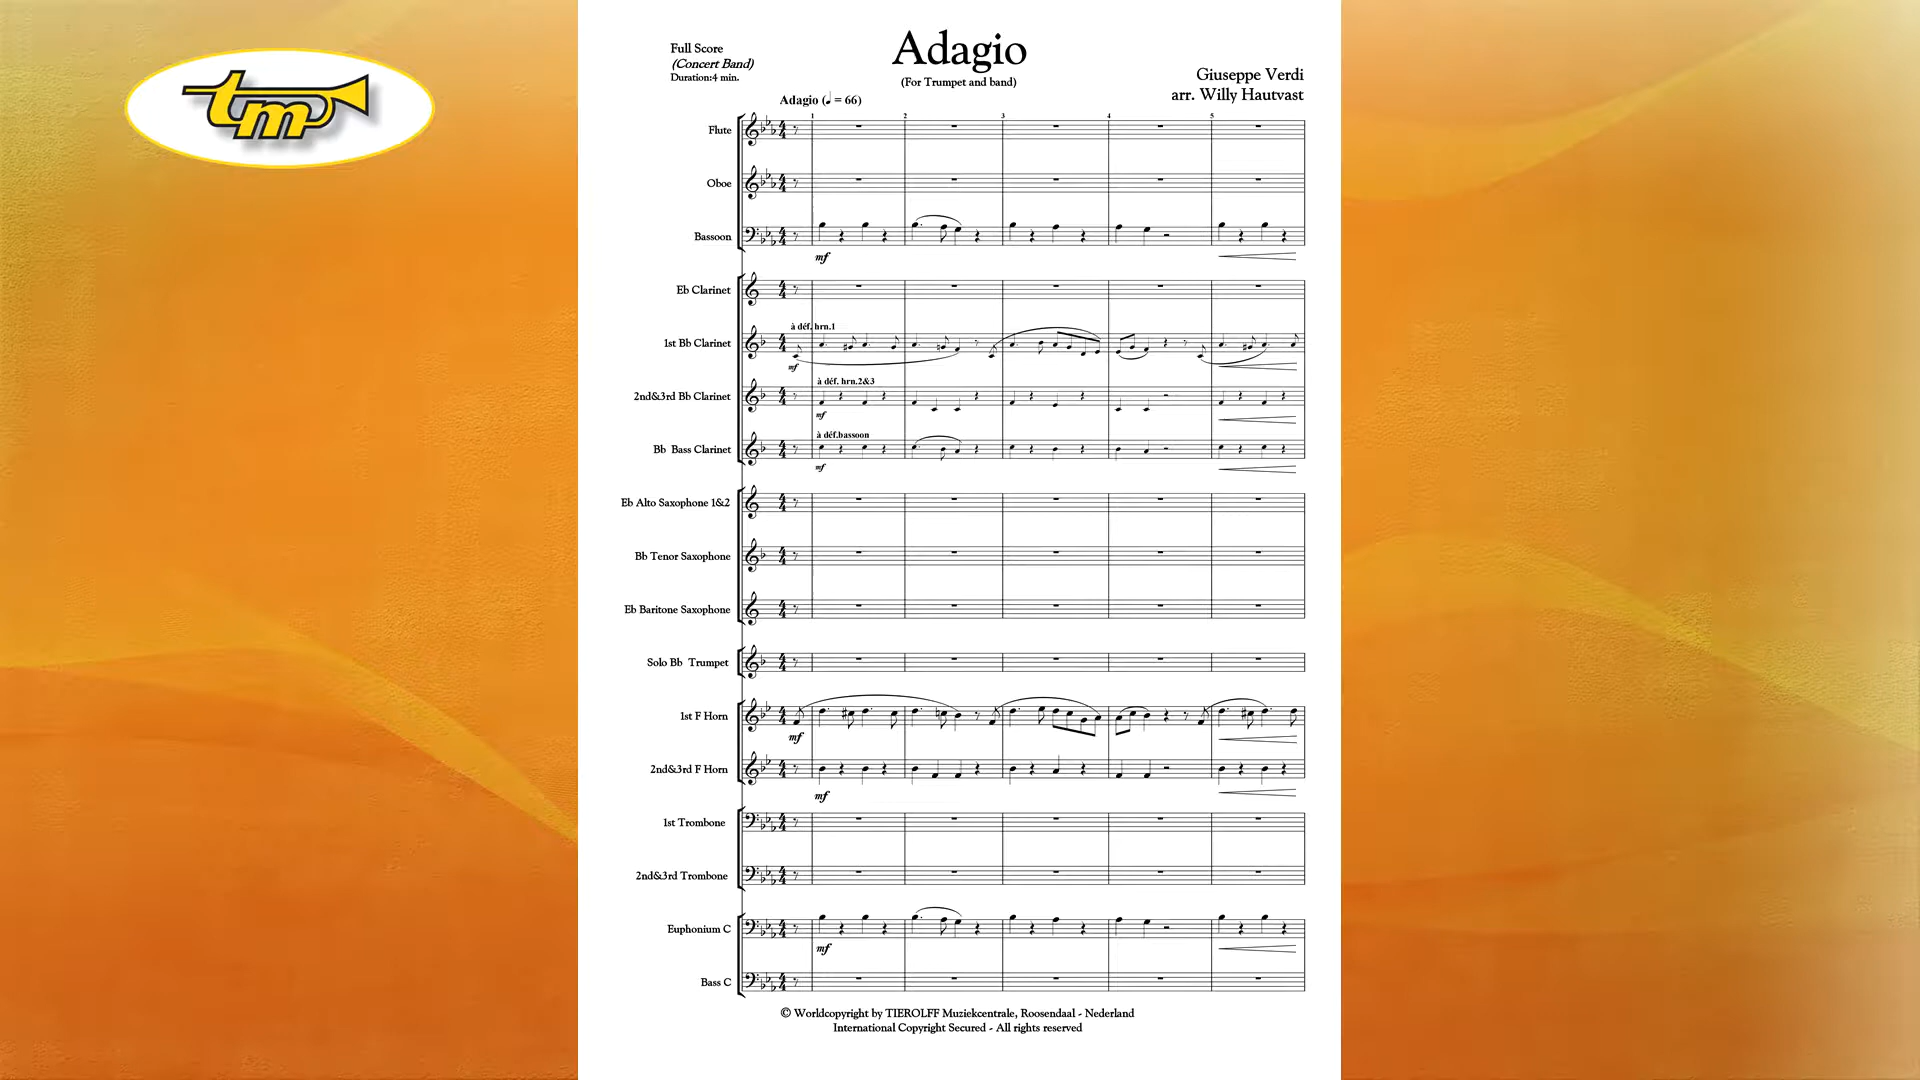 tm
Adagio
Full Score
(Concert Band)
Duration:4 min.
(For Trumpet and band)
Giuseppe Verdi
arr. Willy Hautvast
Adagio (♩ = 66)
1 2 3 4 5
Flute
Oboe
Bassoon
mf
Eb Clarinet
à déf. hrn.1
1st Bb Clarinet
mf
à déf. hrn.2&3
2nd&3rd Bb Clarinet
mf
à déf.bassoon
Bb Bass Clarinet
mf
Eb Alto Saxophone 1&2
Bb Tenor Saxophone
Eb Baritone Saxophone
Solo Bb Trumpet
1st F Horn
mf
2nd&3rd F Horn
mf
1st Trombone
2nd&3rd Trombone
Euphonium C
mf
Bass C
© Worldcopyright by TIEROLFF Muziekcentrale, Roosendaal - Nederland
International Copyright Secured - All rights reserved